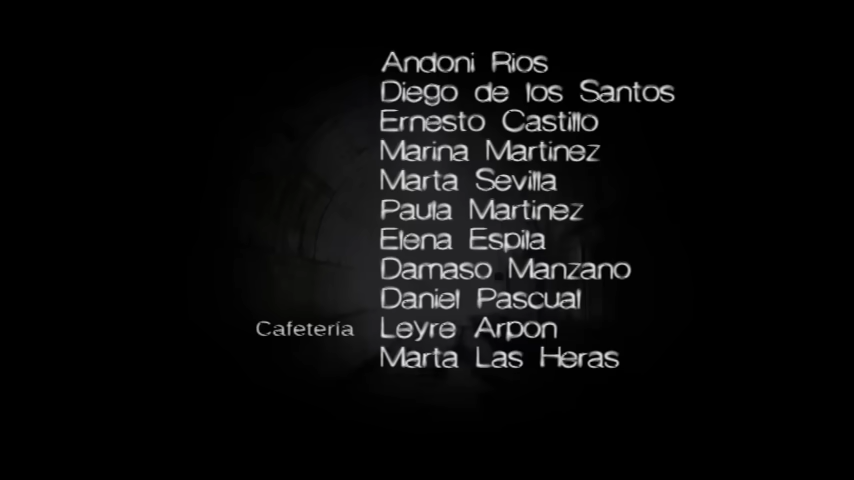 Andoni Rios
Diego de los Santos
Ernesto Castillo
Marina Martinez
Marta Sevilla
Paula Martinez
Elena Espila
Damaso Manzano
Daniel Pascual
Cafetería Leyre Arpon
Marta Las Heras